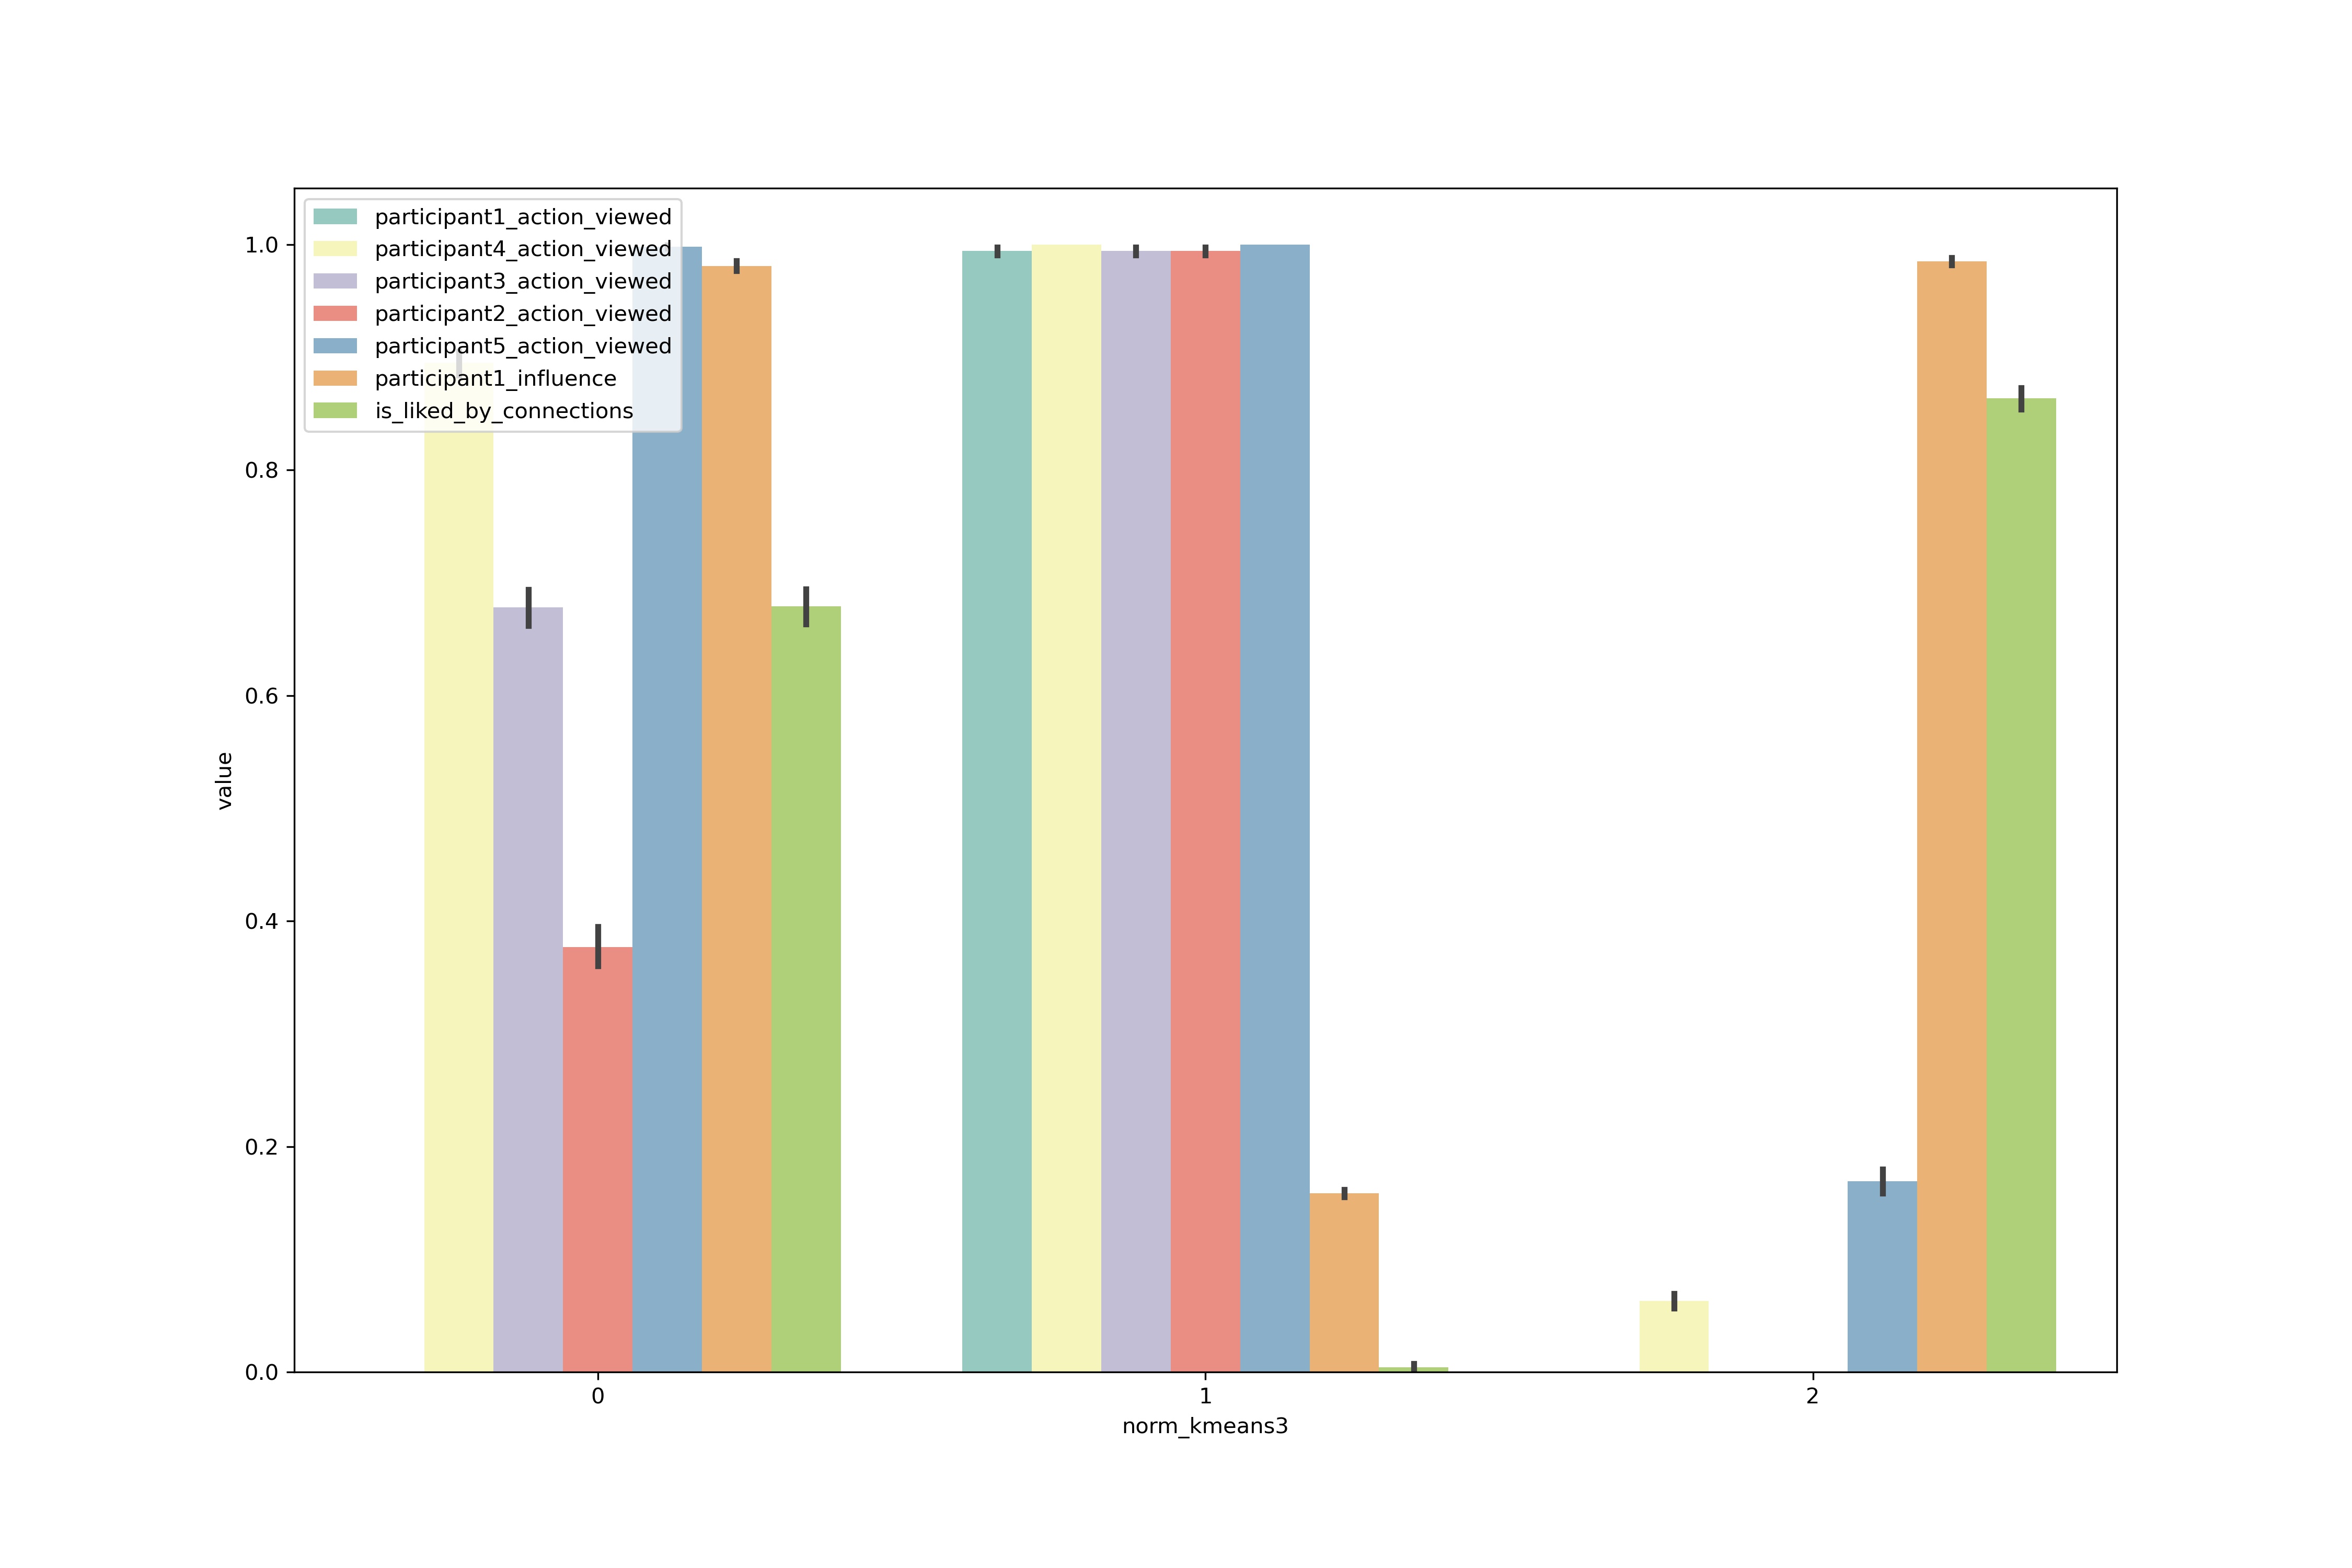 participant1_action_viewed
participant4_action_viewed
participant3_action_viewed
participant2_action_viewed
participant5_action_viewed
participant1_influence
is_liked_by_connections
1.0
0.8
0.6
0.4
0.2
0.0
value
0 1 2
norm_kmeans3